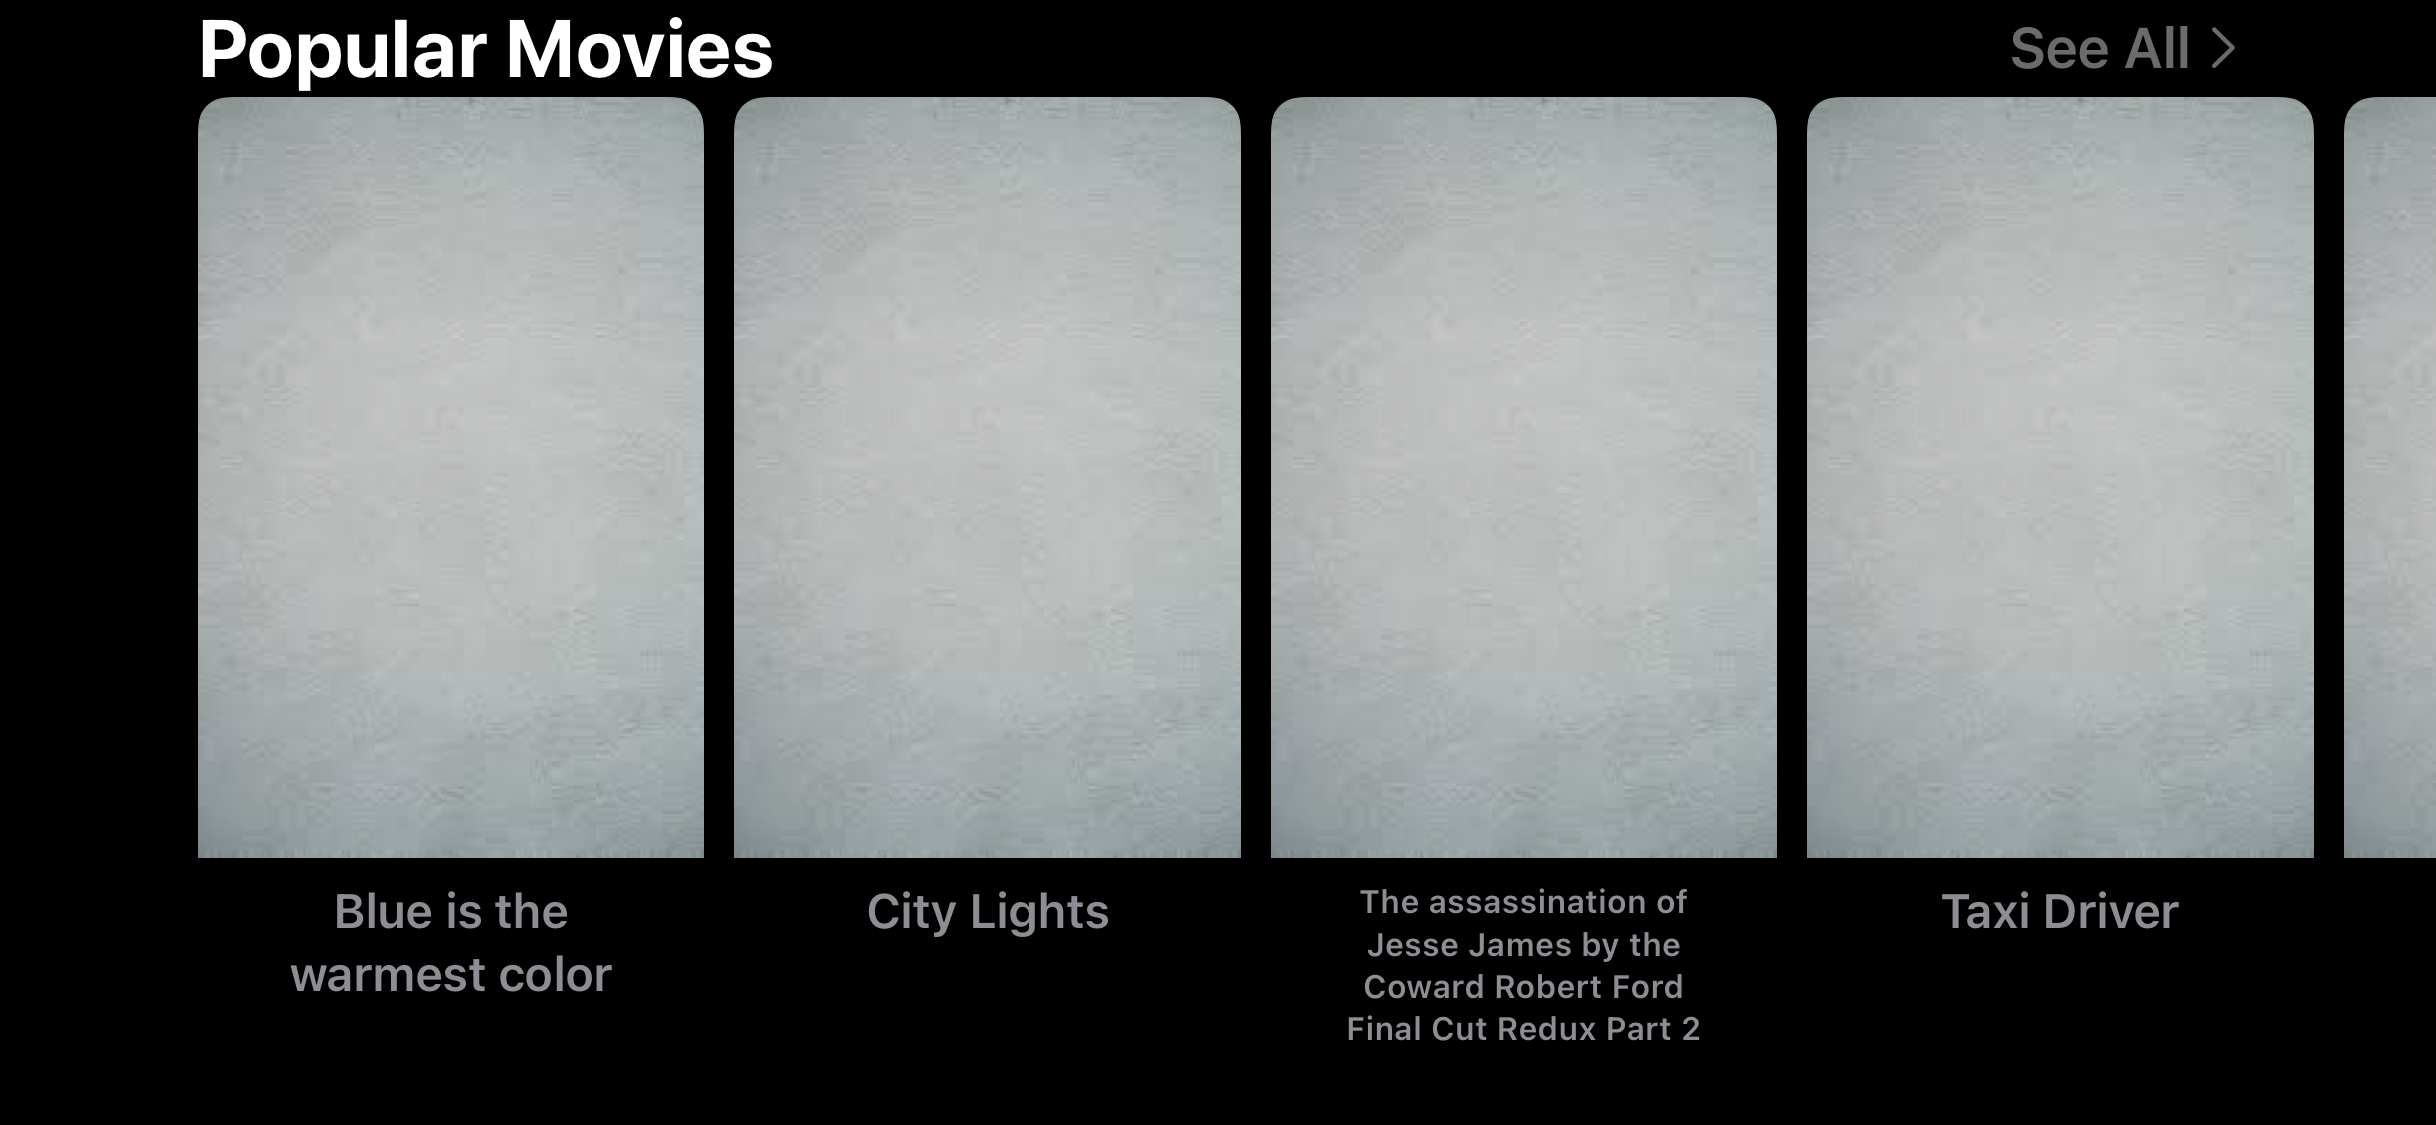 Popular Movies
See All
Blue is the
warmest color
City Lights
The assassination of
Jesse James by the
Coward Robert Ford
Final Cut Redux Part 2
Taxi Driver